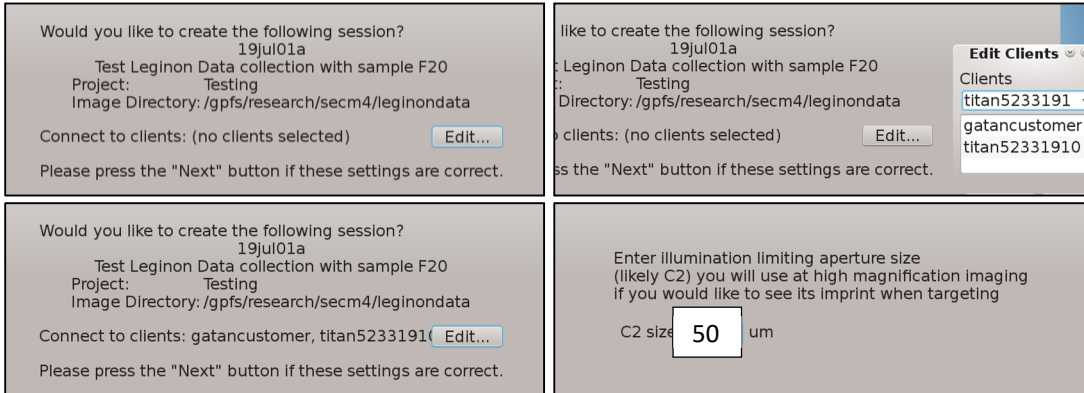 Would you like to create the following session?
19jul01a
Test Leginon Data collection with sample F20
Project: Testing
Image Directory: /gpfs/research/secm4/leginondata
Connect to clients: (no clients selected) Edit...
Please press the "Next" button if these settings are correct.
like to create the following session?
19jul01a
Leginon Data collection with sample F20
Testing
Directory: /gpfs/research/secm4/leginondata
clients: (no clients selected) Edit...
the "Next" button if these settings are correct.
Edit Clients
Clients
titan5233191
gatancustomer
titan52331910
Would you like to create the following session?
19jul01a
Test Leginon Data collection with sample F20
Project: Testing
Image Directory: /gpfs/research/secm4/leginondata
Connect to clients: gatancustomer, titan52331910 Edit...
Please press the "Next" button if these settings are correct.
Enter illumination limiting aperture size
(likely C2) you will use at high magnification imaging
if you would like to see its imprint when targeting
C2 size 50 um